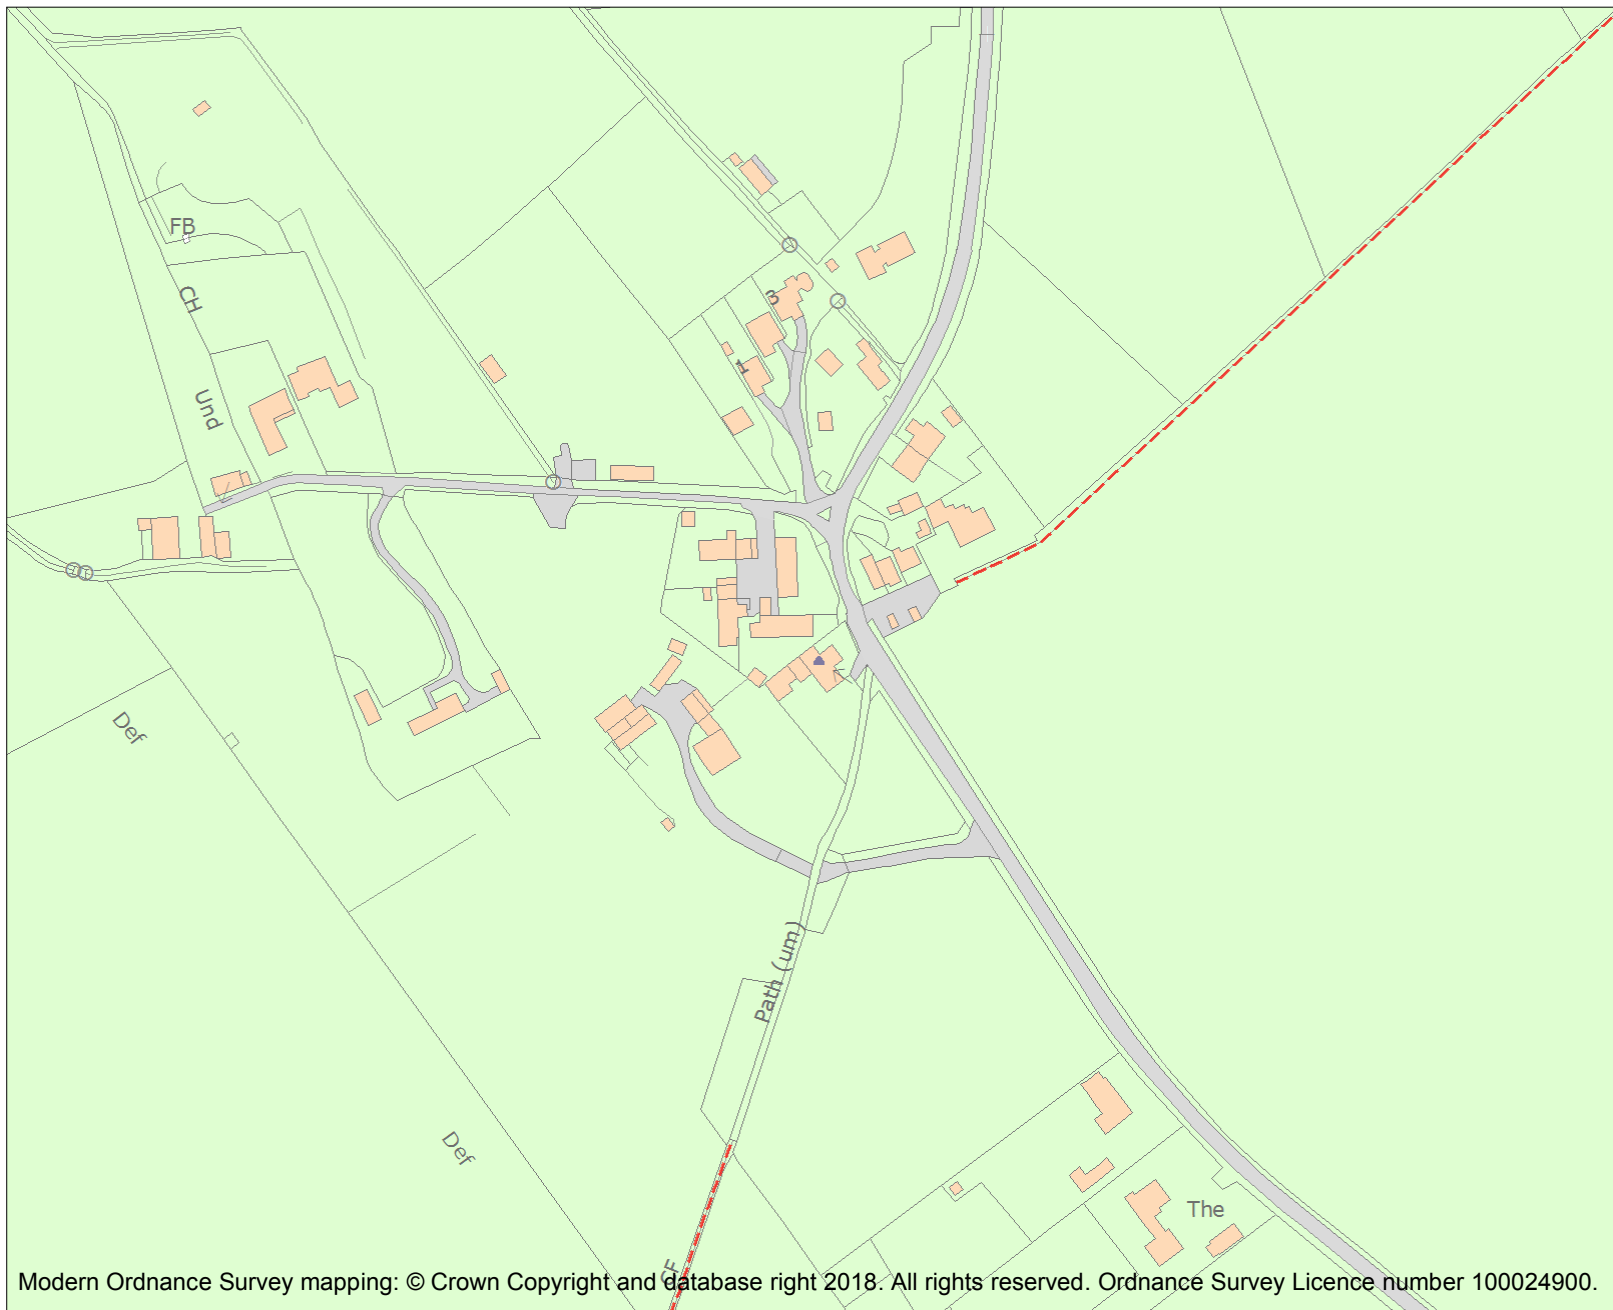 FB
CH
3
Und
1
Def
Path (um)
Def
The
CF
Modern Ordnance Survey mapping: © Crown Copyright and database right 2018. All rights reserved. Ordnance Survey Licence number 100024900.